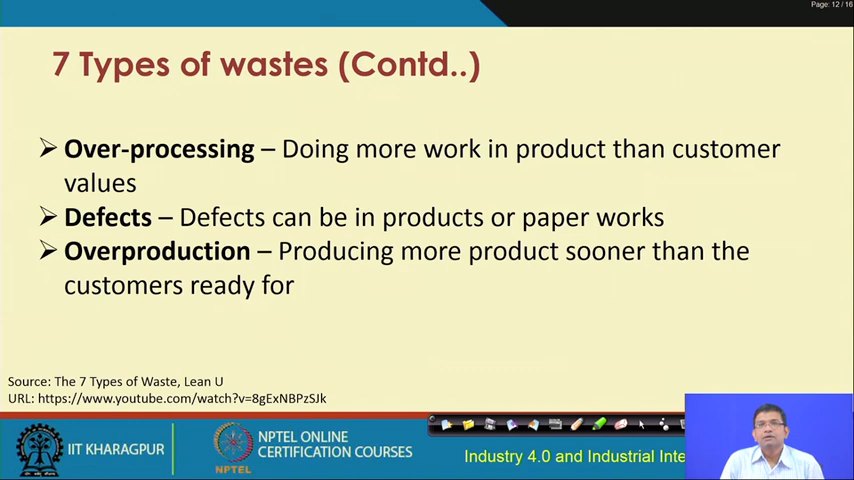 Page: 12 / 16
7 Types of wastes (Contd..)
➢ Over-processing – Doing more work in product than customer
values
➢ Defects – Defects can be in products or paper works
➢ Overproduction – Producing more product sooner than the
customers ready for
Source: The 7 Types of Waste, Lean U
URL: https://www.youtube.com/watch?v=8gExNBPzSJk
IIT KHARAGPUR
NPTEL
NPTEL ONLINE
CERTIFICATION COURSES
Industry 4.0 and Industrial Inte